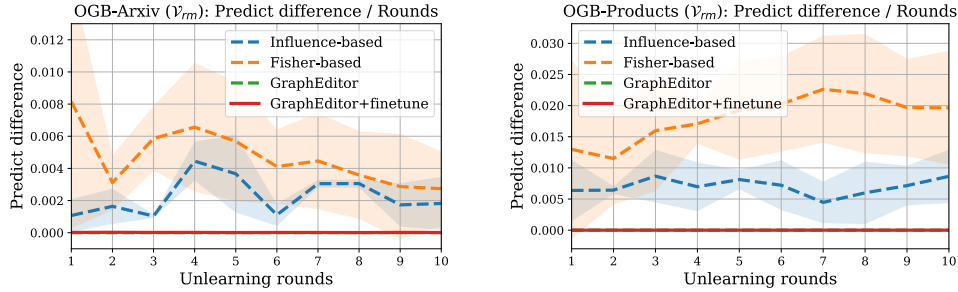 OGB-Arxiv (𝒱rm): Predict difference / Rounds
0.012
0.010
0.008
0.006
0.004
0.002
0.000
Predict difference
Influence-based
Fisher-based
GraphEditor
GraphEditor+finetune
1 2 3 4 5 6 7 8 9 10
Unlearning rounds
OGB-Products (𝒱rm): Predict difference / Rounds
0.030
0.025
0.020
0.015
0.010
0.005
0.000
Predict difference
Influence-based
Fisher-based
GraphEditor
GraphEditor+finetune
1 2 3 4 5 6 7 8 9 10
Unlearning rounds